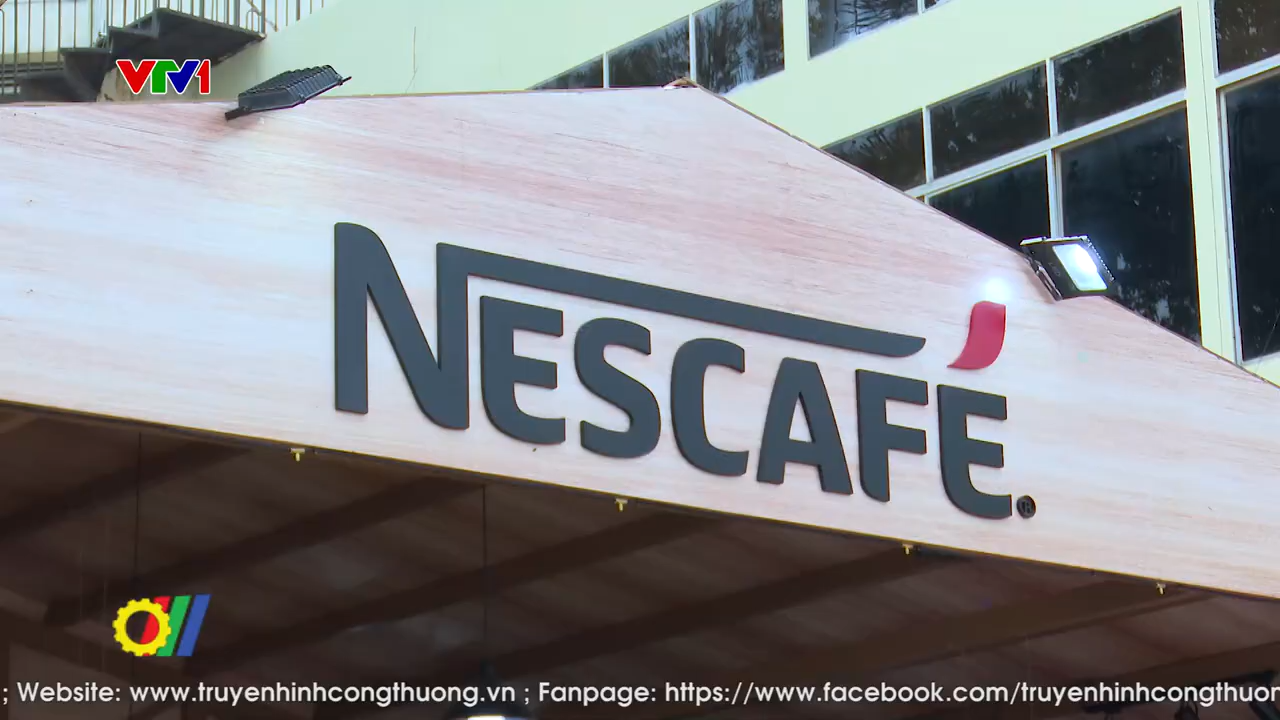 VTV1
NESCAFÉ®
; Website: www.truyenhinhcongthuong.vn ; Fanpage: https://www.facebook.com/truyenhinhcongthuon